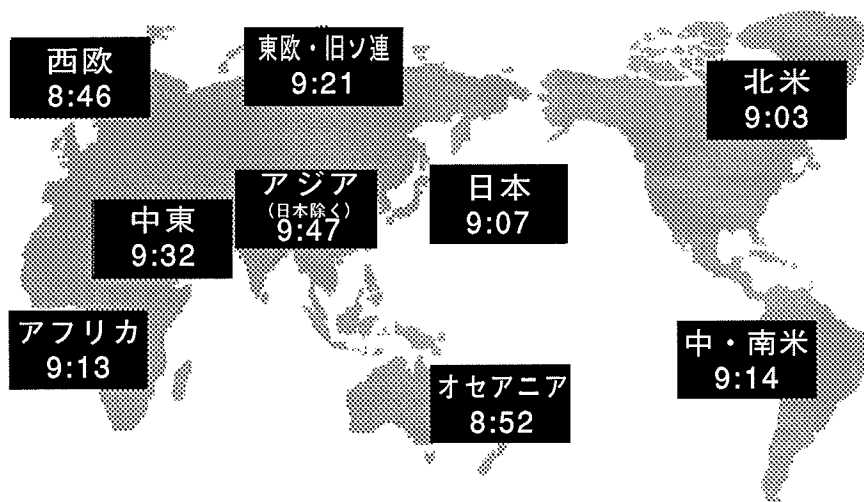 西欧
8:46
東欧・旧ソ連
9:21
北米
9:03
アジア
(日本除く)
9:47
日本
9:07
中東
9:32
アフリカ
9:13
中・南米
9:14
オセアニア
8:52